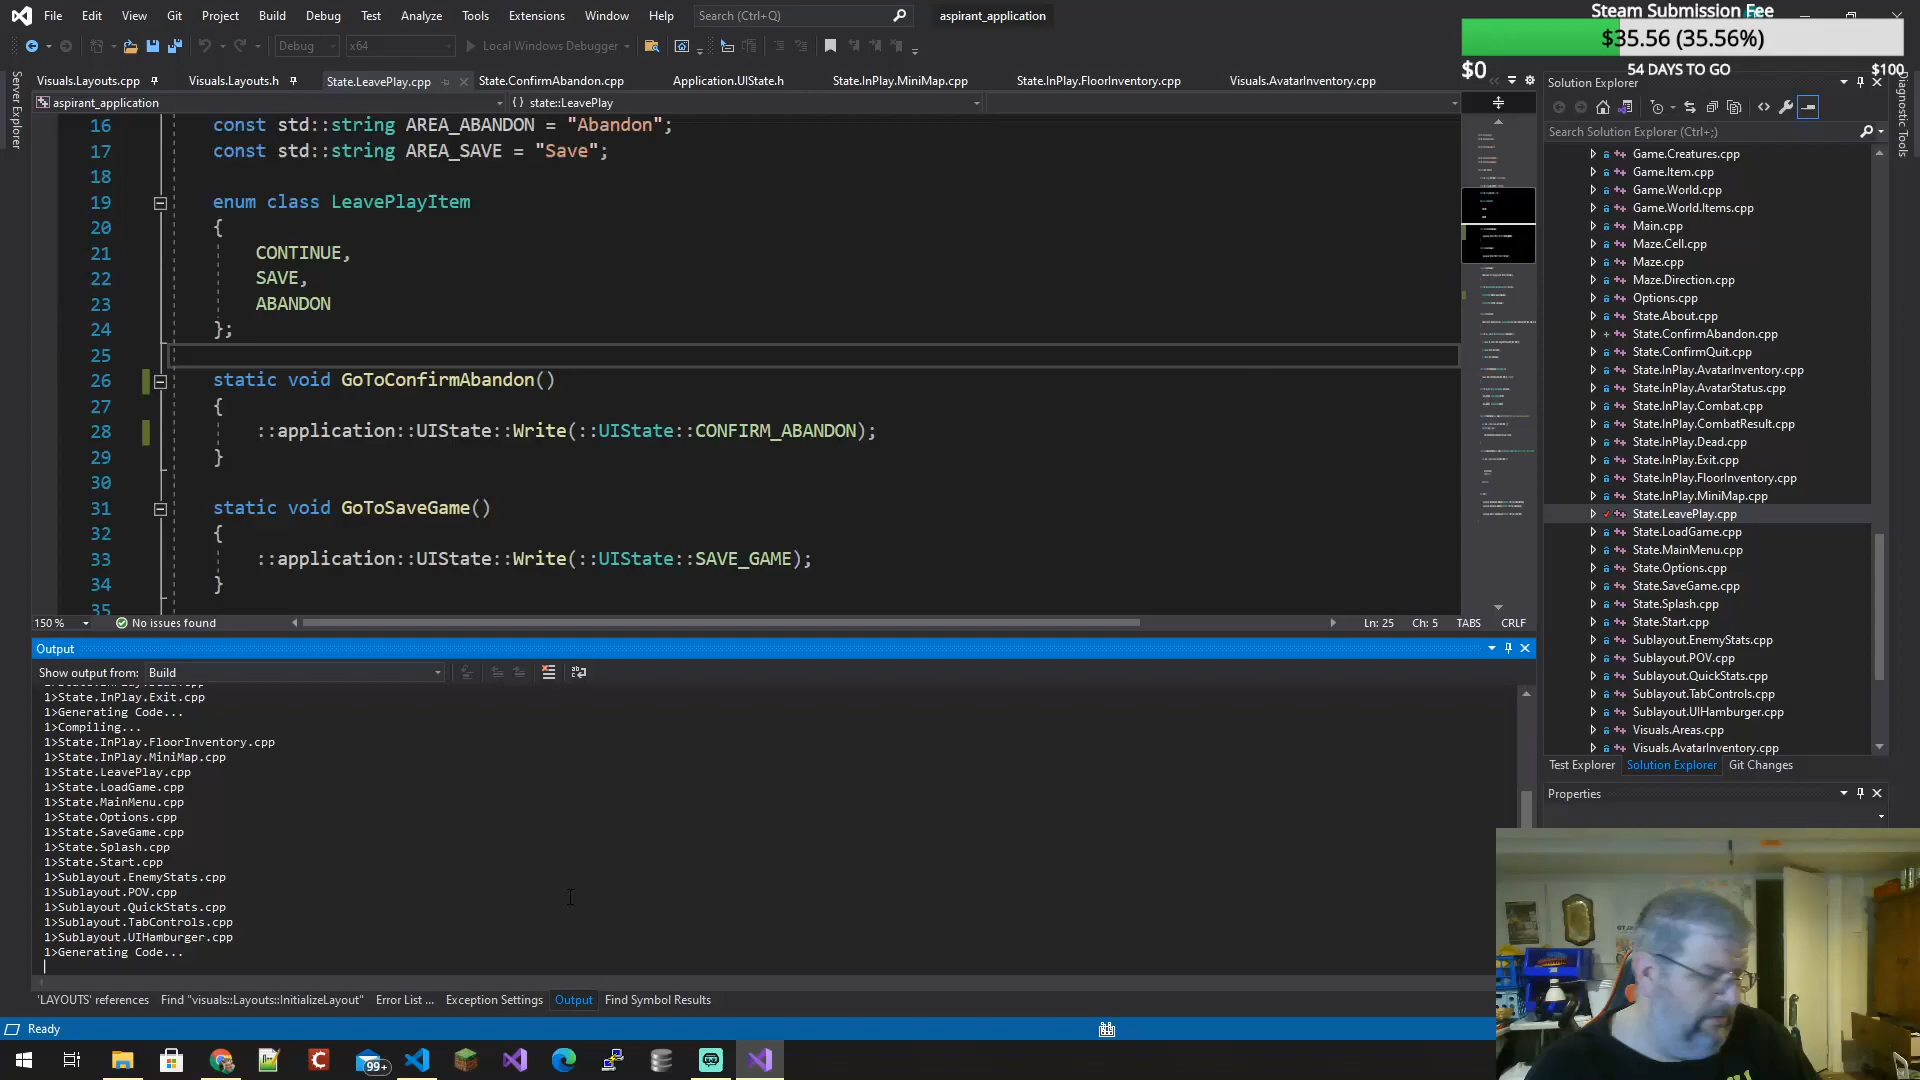 File Edit View Git Project Build Debug Test Analyze Tools Extensions Window Help Search (Ctrl+Q) aspirant_application
Steam Submission Fee
$35.56 (35.56%)
$0 54 DAYS TO GO $100
Debug x64 Local Windows Debugger
Server Explorer
Diagnostic Tools
Visuals.Layouts.cpp Visuals.Layouts.h State.LeavePlay.cpp State.ConfirmAbandon.cpp Application.UIState.h State.InPlay.MiniMap.cpp State.InPlay.FloorInventory.cpp Visuals.AvatarInventory.cpp
aspirant_application {} state::LeavePlay
16 const std::string AREA_ABANDON = "Abandon";
17 const std::string AREA_SAVE = "Save";
18
19 enum class LeavePlayItem
20 {
21 CONTINUE,
22 SAVE,
23 ABANDON
24 };
25
26 static void GoToConfirmAbandon()
27 {
28 ::application::UIState::Write(::UIState::CONFIRM_ABANDON);
29 }
30
31 static void GoToSaveGame()
32 {
33 ::application::UIState::Write(::UIState::SAVE_GAME);
34 }
35
150 % No issues found Ln: 25 Ch: 5 TABS CRLF
Output
Show output from: Build
1>State.InPlay.Exit.cpp
1>Generating Code...
1>Compiling...
1>State.InPlay.FloorInventory.cpp
1>State.InPlay.MiniMap.cpp
1>State.LeavePlay.cpp
1>State.LoadGame.cpp
1>State.MainMenu.cpp
1>State.Options.cpp
1>State.SaveGame.cpp
1>State.Splash.cpp
1>State.Start.cpp
1>Sublayout.EnemyStats.cpp
1>Sublayout.POV.cpp
1>Sublayout.QuickStats.cpp
1>Sublayout.TabControls.cpp
1>Sublayout.UIHamburger.cpp
1>Generating Code...
'LAYOUTS' references Find "visuals::Layouts::InitializeLayout" Error List ... Exception Settings Output Find Symbol Results
Ready
Solution Explorer
Search Solution Explorer (Ctrl+;)
Game.Creatures.cpp
Game.Item.cpp
Game.World.cpp
Game.World.Items.cpp
Main.cpp
Maze.Cell.cpp
Maze.cpp
Maze.Direction.cpp
Options.cpp
State.About.cpp
State.ConfirmAbandon.cpp
State.ConfirmQuit.cpp
State.InPlay.AvatarInventory.cpp
State.InPlay.AvatarStatus.cpp
State.InPlay.Combat.cpp
State.InPlay.CombatResult.cpp
State.InPlay.Dead.cpp
State.InPlay.Exit.cpp
State.InPlay.FloorInventory.cpp
State.InPlay.MiniMap.cpp
State.LeavePlay.cpp
State.LoadGame.cpp
State.MainMenu.cpp
State.Options.cpp
State.SaveGame.cpp
State.Splash.cpp
State.Start.cpp
Sublayout.EnemyStats.cpp
Sublayout.POV.cpp
Sublayout.QuickStats.cpp
Sublayout.TabControls.cpp
Sublayout.UIHamburger.cpp
Visuals.Areas.cpp
Visuals.AvatarInventory.cpp
Test Explorer Solution Explorer Git Changes
Properties
99+